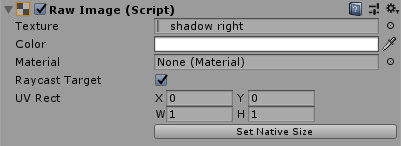 Raw Image (Script)
Texture shadow right
Color
Material None (Material)
Raycast Target
UV Rect X 0 Y 0
W 1 H 1
Set Native Size